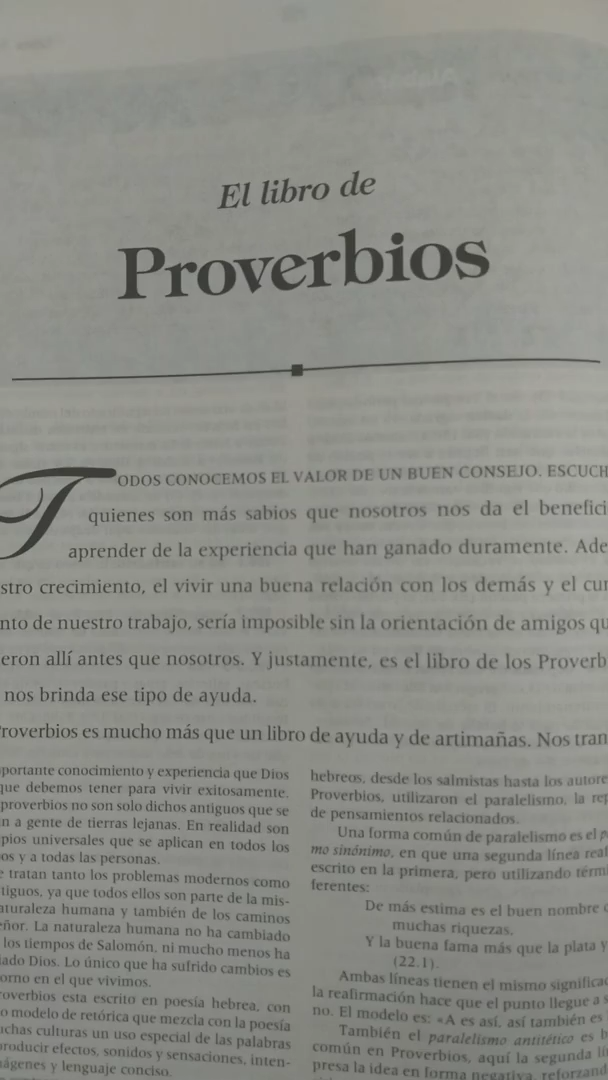 El libro de
Proverbios
TODOS CONOCEMOS EL VALOR DE UN BUEN CONSEJO. ESCUCH
quienes son más sabios que nosotros nos da el benefici
aprender de la experiencia que han ganado duramente. Ade
stro crecimiento, el vivir una buena relación con los demás y el cu
nto de nuestro trabajo, sería imposible sin la orientación de amigos qu
eron allí antes que nosotros. Y justamente, es el libro de los Proverb
nos brinda ese tipo de ayuda.
Proverbios es mucho más que un libro de ayuda y de artimañas. Nos tran
portante conocimiento y experiencia que Dios
que debemos tener para vivir exitosamente.
proverbios no son solo dichos antiguos que se
n a gente de tierras lejanas. En realidad son
pios universales que se aplican en todos los
os y a todas las personas.
e tratan tanto los problemas modernos como
tiguos, ya que todos ellos son parte de la mis-
aturaleza humana y también de los caminos
eñor. La naturaleza humana no ha cambiado
los tiempos de Salomón, ni mucho menos ha
iado Dios. Lo único que ha sufrido cambios es
orno en el que vivimos.
roverbios esta escrito en poesía hebrea, con
o modelo de retórica que mezcla con la poesía
uchas culturas un uso especial de las palabras
producir efectos, sonidos y sensaciones, inten-
mágenes y lenguaje conciso.
hebreos, desde los salmistas hasta los autore
Proverbios, utilizaron el paralelismo, la rep
de pensamientos relacionados.
Una forma común de paralelismo es el p
mo sinónimo, en que una segunda línea rea
escrito en la primera, pero utilizando térmi
ferentes:
De más estima es el buen nombre
muchas riquezas,
Y la buena fama más que la plata y
(22.1).
Ambas líneas tienen el mismo significa
la reafirmación hace que el punto llegue a s
no. El modelo es: «A es así, así también es
También el paralelismo antitético es b
común en Proverbios, aquí la segunda lí
presa la idea en forma negativa, reforzand